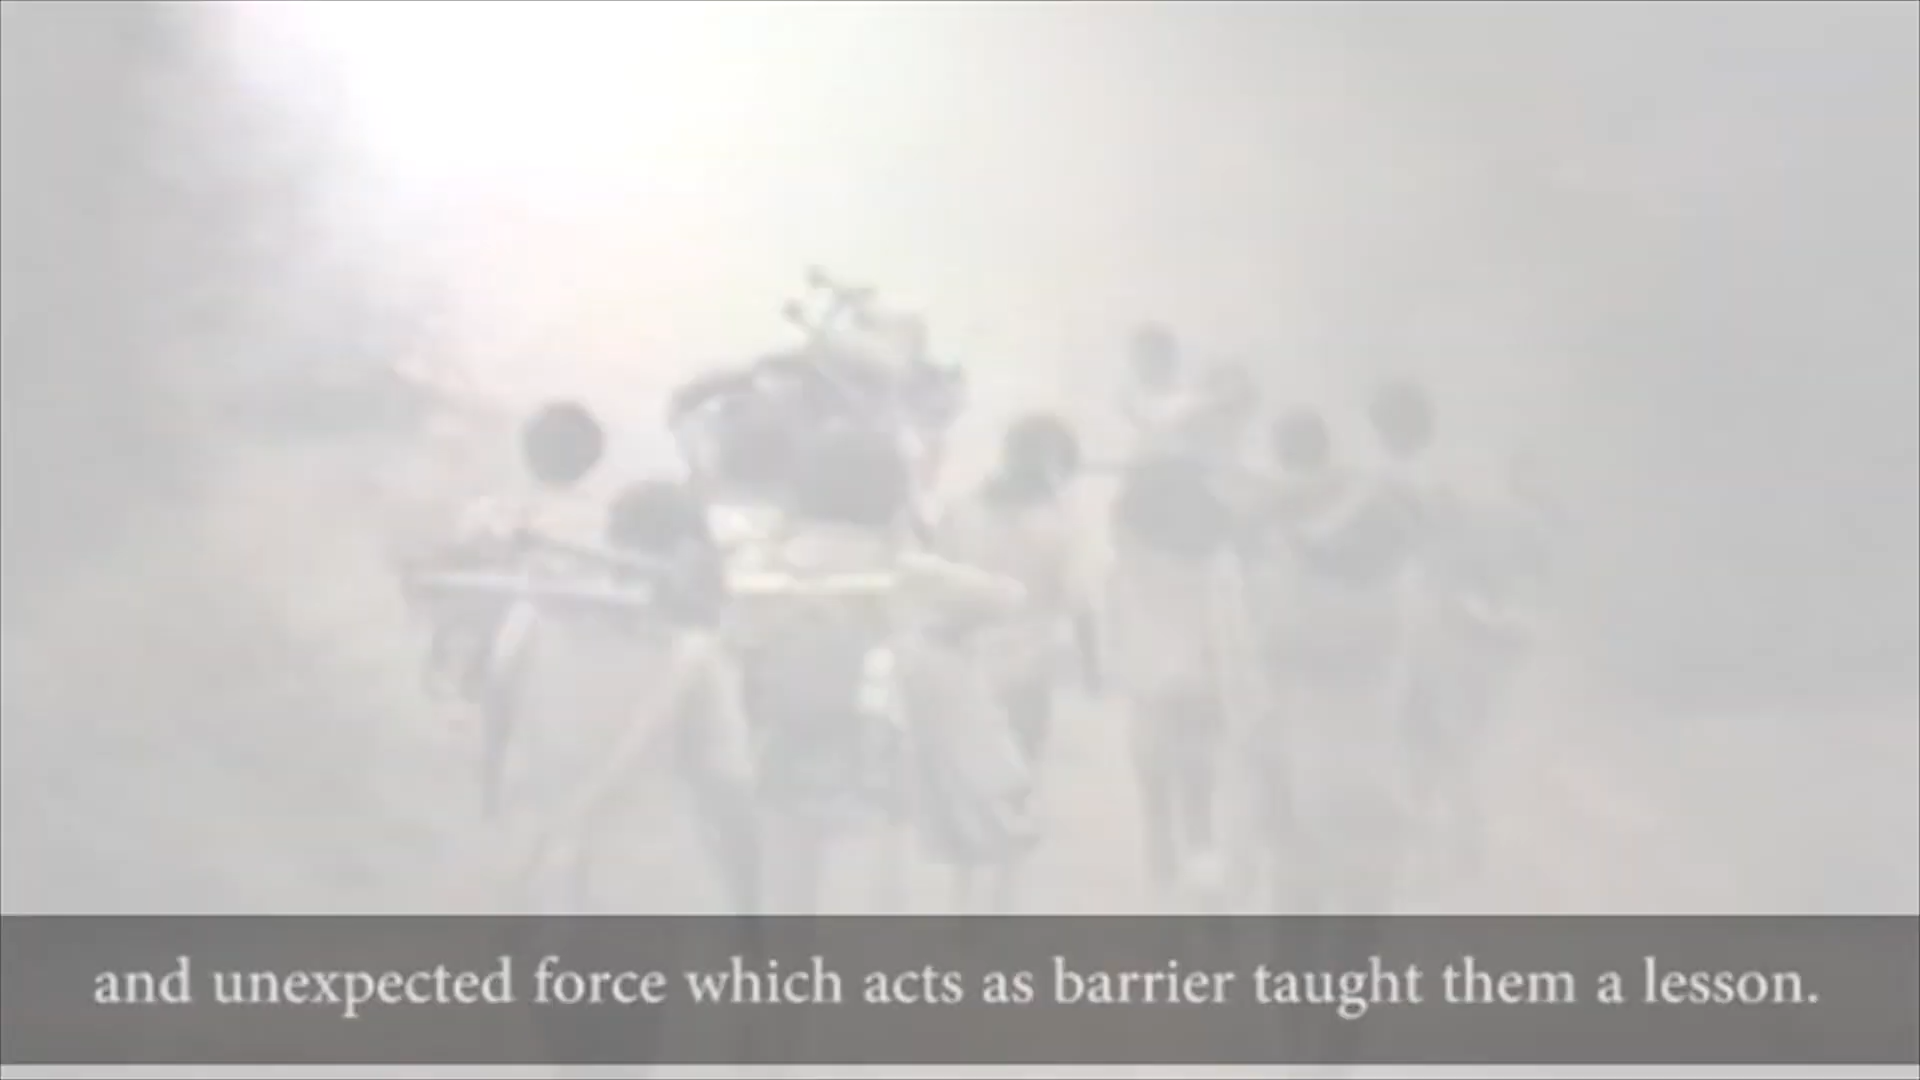 and unexpected force which acts as barrier taught them a lesson.